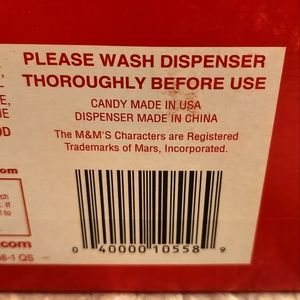 PLEASE WASH DISPENSER
THOROUGHLY BEFORE USE
CANDY MADE IN USA
DISPENSER MADE IN CHINA
The M&M'S Characters are Registered
Trademarks of Mars, Incorporated.
0 40000 10558 9